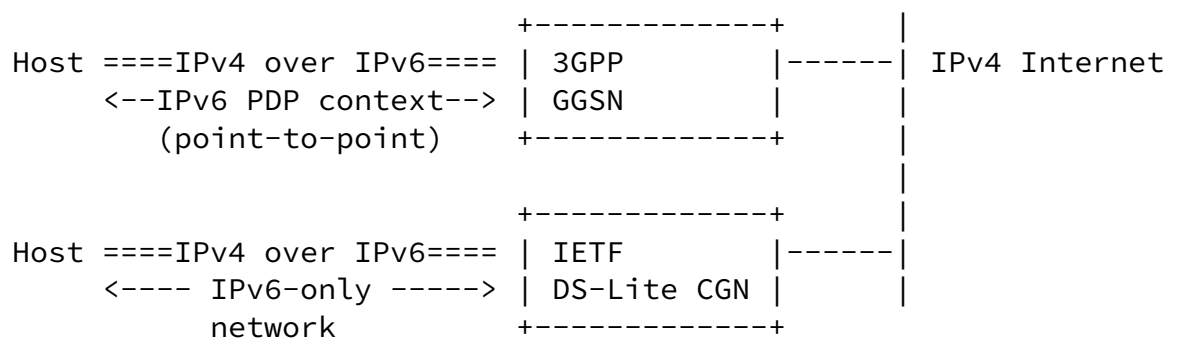 +-------------+      |
Host ====IPv4 over IPv6==== | 3GPP        |------| IPv4 Internet
     <--IPv6 PDP context--> | GGSN        |      |
        (point-to-point)    +-------------+      |
                                                 |
                            +-------------+      |
Host ====IPv4 over IPv6==== | IETF        |------|
     <---- IPv6-only -----> | DS-Lite CGN |      |
           network          +-------------+